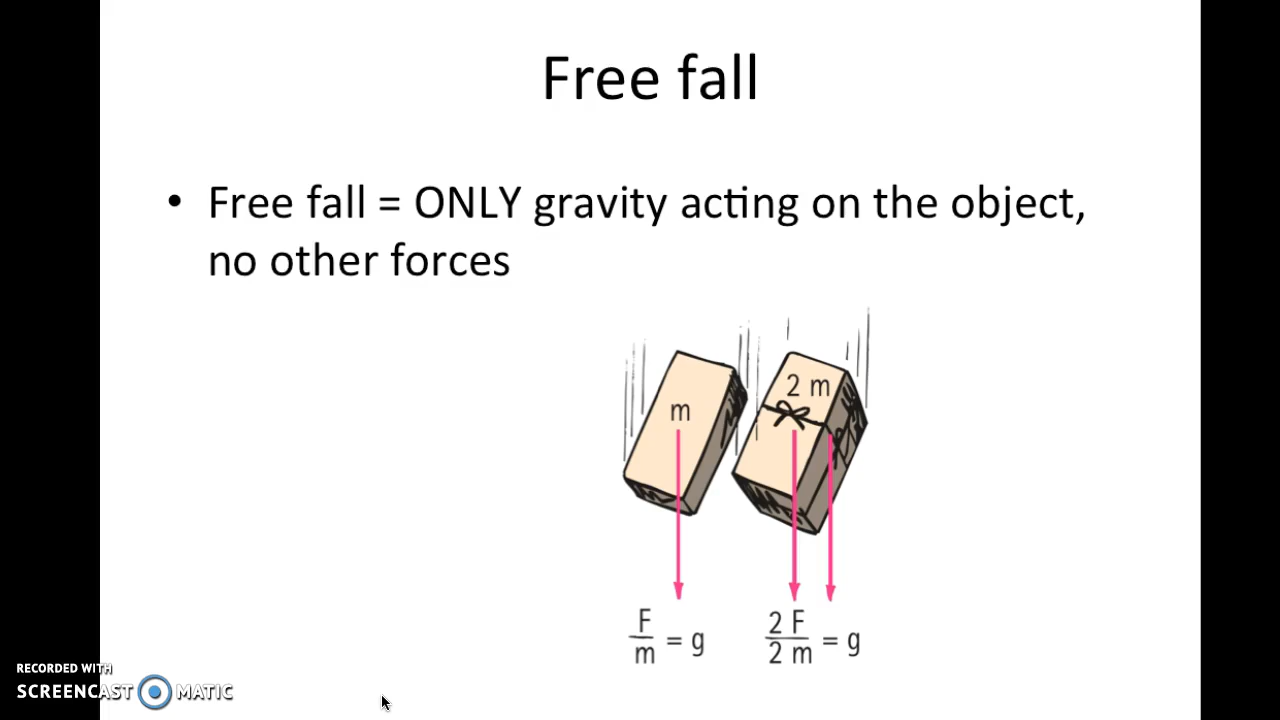 Free fall
• Free fall = ONLY gravity acting on the object,
no other forces
m
2 m
F/m = g
2 F/2 m = g
RECORDED WITH
SCREENCAST MATIC